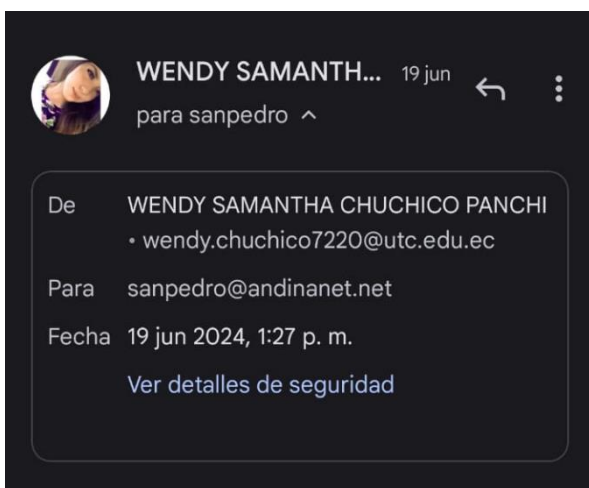 WENDY SAMANTH... 19 jun
para sanpedro
De WENDY SAMANTHA CHUCHICO PANCHI
• wendy.chuchico7220@utc.edu.ec
Para sanpedro@andinanet.net
Fecha 19 jun 2024, 1:27 p. m.
Ver detalles de seguridad